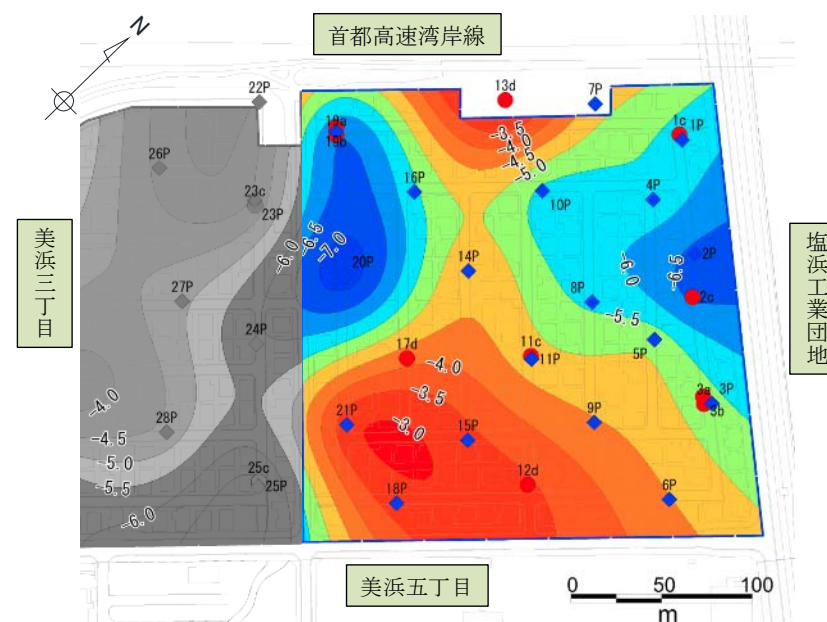 首都高速湾岸線
N
13d
7P
22P
19a
19b
1c
1P
-3.5
-4.0
-4.5
-5.0
26P
16P
10P
4P
23c
23P
美浜三丁目
塩浜工業団地
-6.0
-6.5
-7.0
20P
14P
-6.0
-6.5
2P
27P
8P
2c
24P
-5.5
5P
17d
11c
11P
-4.0
-3.5
3a
3P
3b
-4.0
-4.5
-5.0
-5.5
-6.0
28P
21P
-3.0
15P
9P
25c
25P
18P
12d
6P
美浜五丁目
0 50 100
m